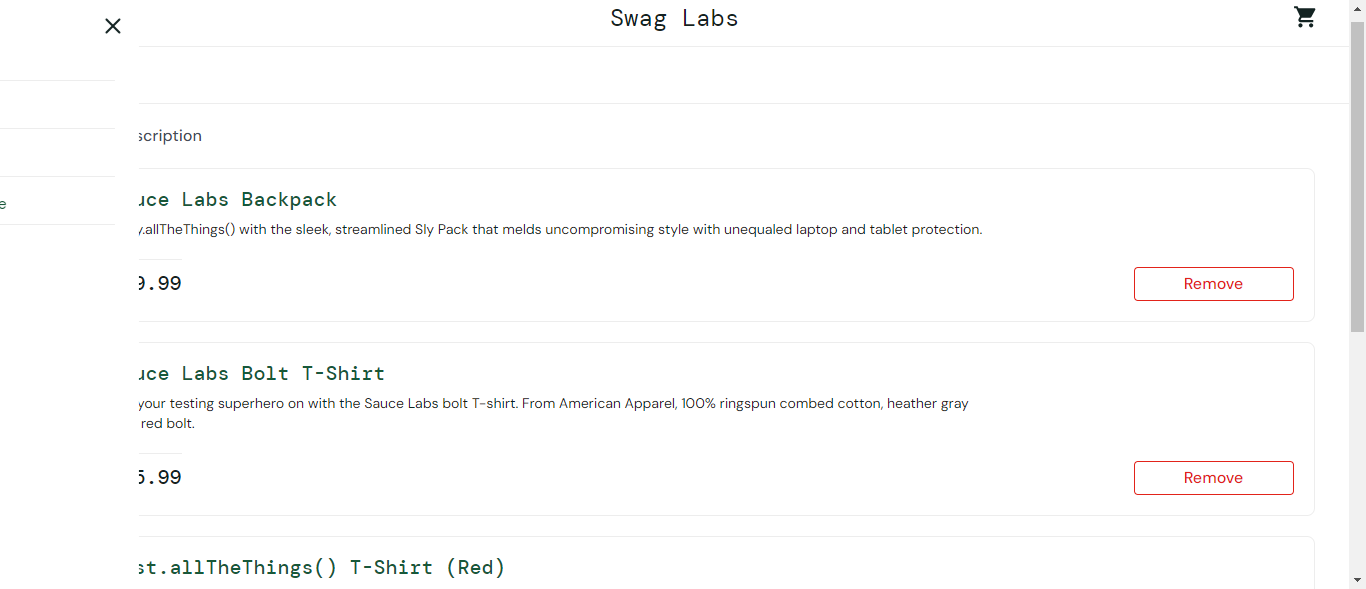 Swag Labs
scription
uce Labs Backpack
y.allTheThings() with the sleek, streamlined Sly Pack that melds uncompromising style with unequaled laptop and tablet protection.
9.99
Remove
uce Labs Bolt T-Shirt
your testing superhero on with the Sauce Labs bolt T-shirt. From American Apparel, 100% ringspun combed cotton, heather gray
red bolt.
5.99
Remove
st.allTheThings() T-Shirt (Red)
e